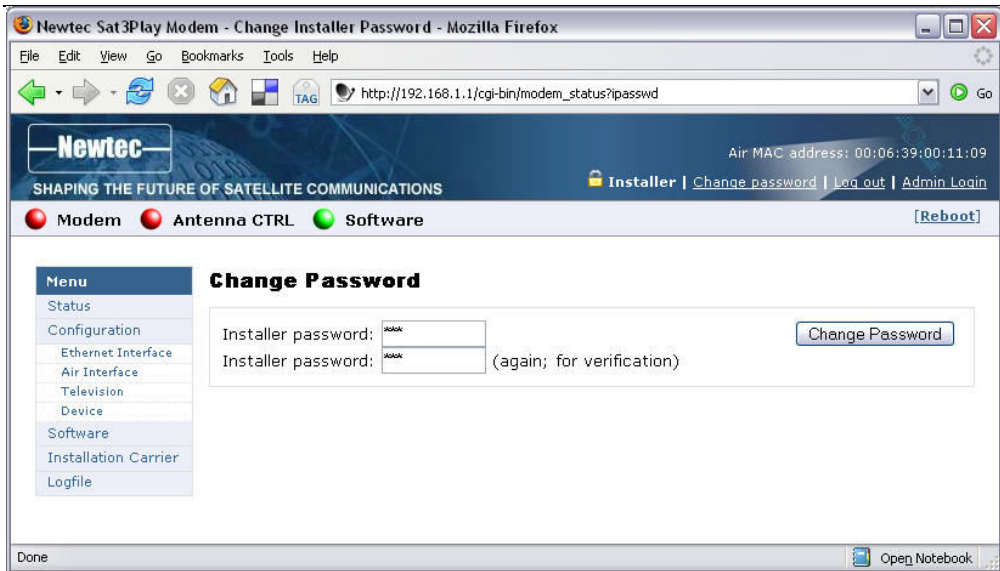 Newtec Sat3Play Modem - Change Installer Password - Mozilla Firefox
File Edit View Go Bookmarks Tools Help
TAG http://192.168.1.1/cgi-bin/modem_status?ipasswd Go
Newtec
SHAPING THE FUTURE OF SATELLITE COMMUNICATIONS
Air MAC address: 00:06:39:00:11:09
Installer | Change password | Log out | Admin Login
Modem Antenna CTRL Software [Reboot]
Menu
Status
Configuration
Ethernet Interface
Air Interface
Television
Device
Software
Installation Carrier
Logfile
Change Password
Installer password: ****
Installer password: **** (again; for verification)
Change Password
Done
Open Notebook